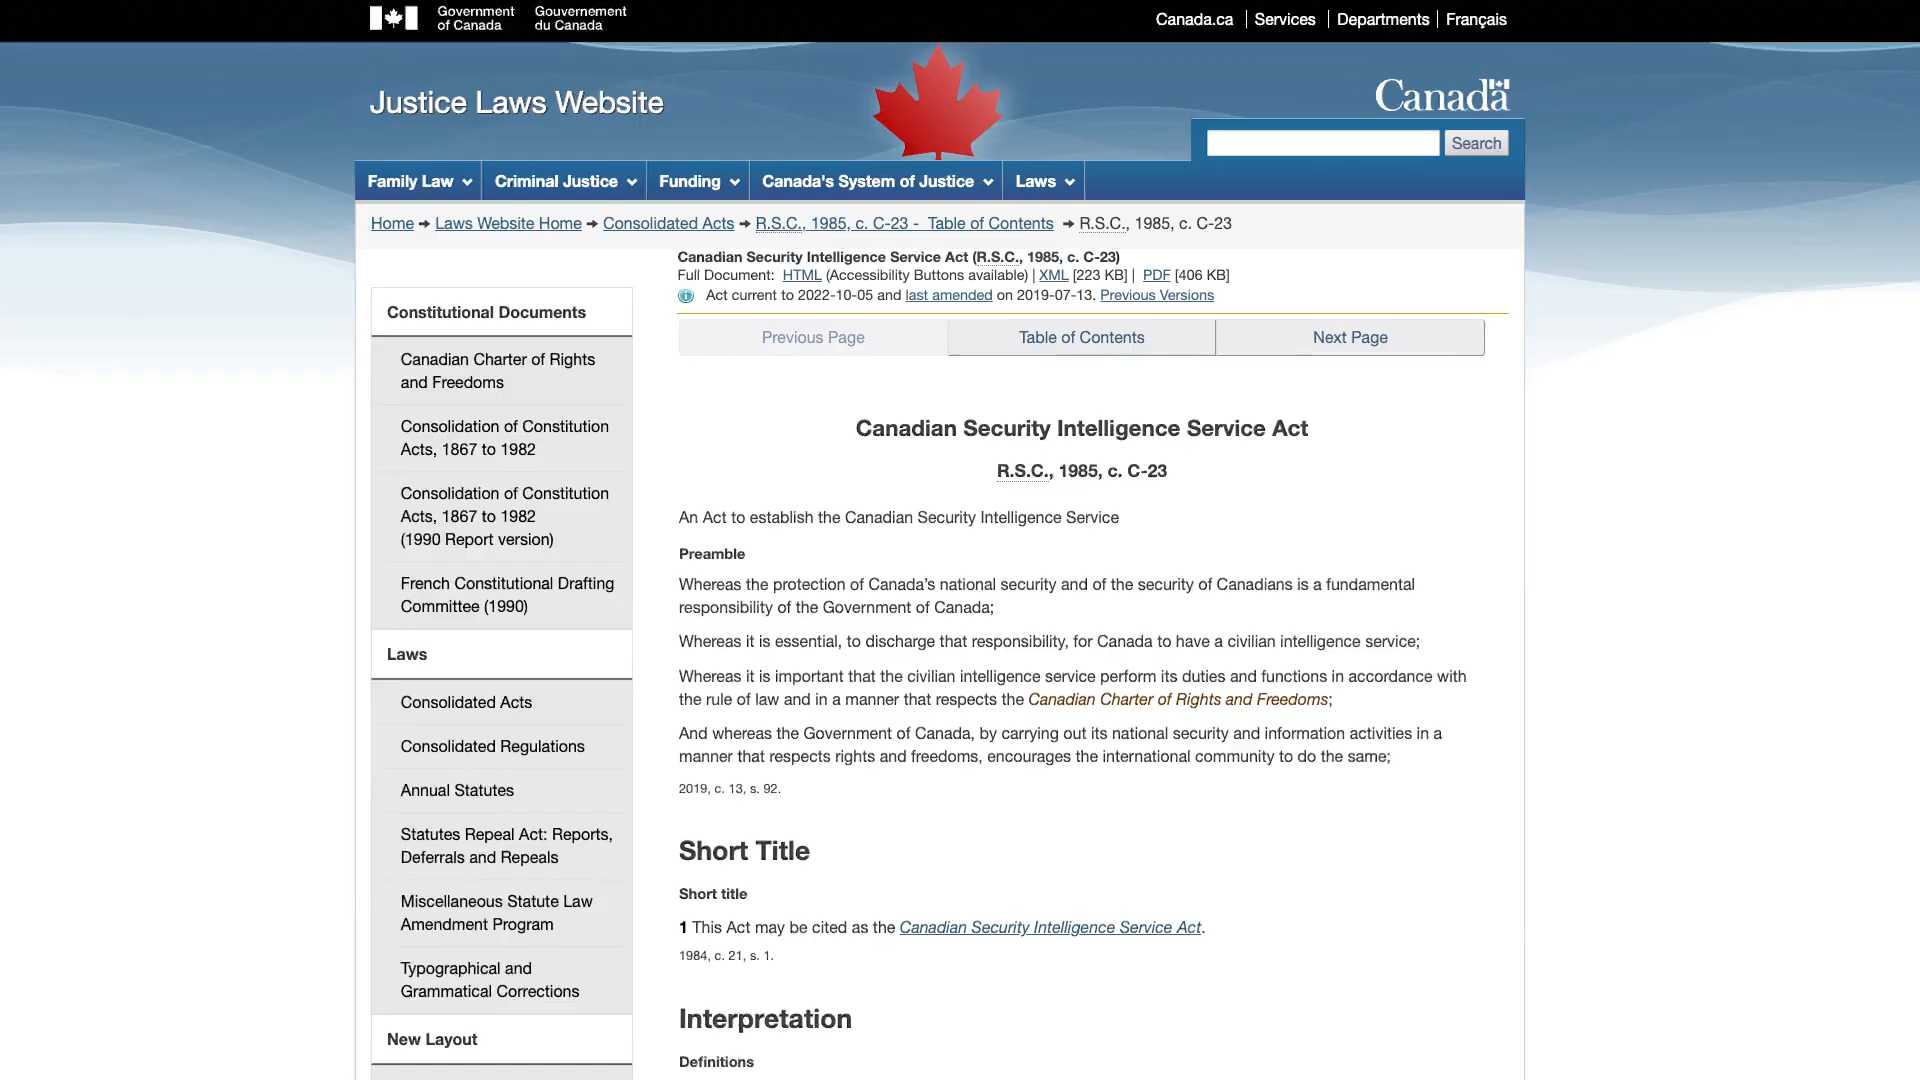 Government
of Canada
Gouvernement
du Canada
Canada.ca
Services
Departments
Français
Justice Laws Website
Canada
Search
Family Law
Criminal Justice
Funding
Canada's System of Justice
Laws
Home → Laws Website Home → Consolidated Acts → R.S.C., 1985, c. C-23 - Table of Contents → R.S.C., 1985, c. C-23
Constitutional Documents
Canadian Charter of Rights
and Freedoms
Consolidation of Constitution
Acts, 1867 to 1982
Consolidation of Constitution
Acts, 1867 to 1982
(1990 Report version)
French Constitutional Drafting
Committee (1990)
Laws
Consolidated Acts
Consolidated Regulations
Annual Statutes
Statutes Repeal Act: Reports,
Deferrals and Repeals
Miscellaneous Statute Law
Amendment Program
Typographical and
Grammatical Corrections
New Layout
Canadian Security Intelligence Service Act (R.S.C., 1985, c. C-23)
Full Document: HTML (Accessibility Buttons available) | XML [223 KB] | PDF [406 KB]
Act current to 2022-10-05 and last amended on 2019-07-13. Previous Versions
Previous Page
Table of Contents
Next Page
Canadian Security Intelligence Service Act
R.S.C., 1985, c. C-23
An Act to establish the Canadian Security Intelligence Service
Preamble
Whereas the protection of Canada’s national security and of the security of Canadians is a fundamental
responsibility of the Government of Canada;
Whereas it is essential, to discharge that responsibility, for Canada to have a civilian intelligence service;
Whereas it is important that the civilian intelligence service perform its duties and functions in accordance with
the rule of law and in a manner that respects the Canadian Charter of Rights and Freedoms;
And whereas the Government of Canada, by carrying out its national security and information activities in a
manner that respects rights and freedoms, encourages the international community to do the same;
2019, c. 13, s. 92.
Short Title
Short title
1 This Act may be cited as the Canadian Security Intelligence Service Act.
1984, c. 21, s. 1.
Interpretation
Definitions